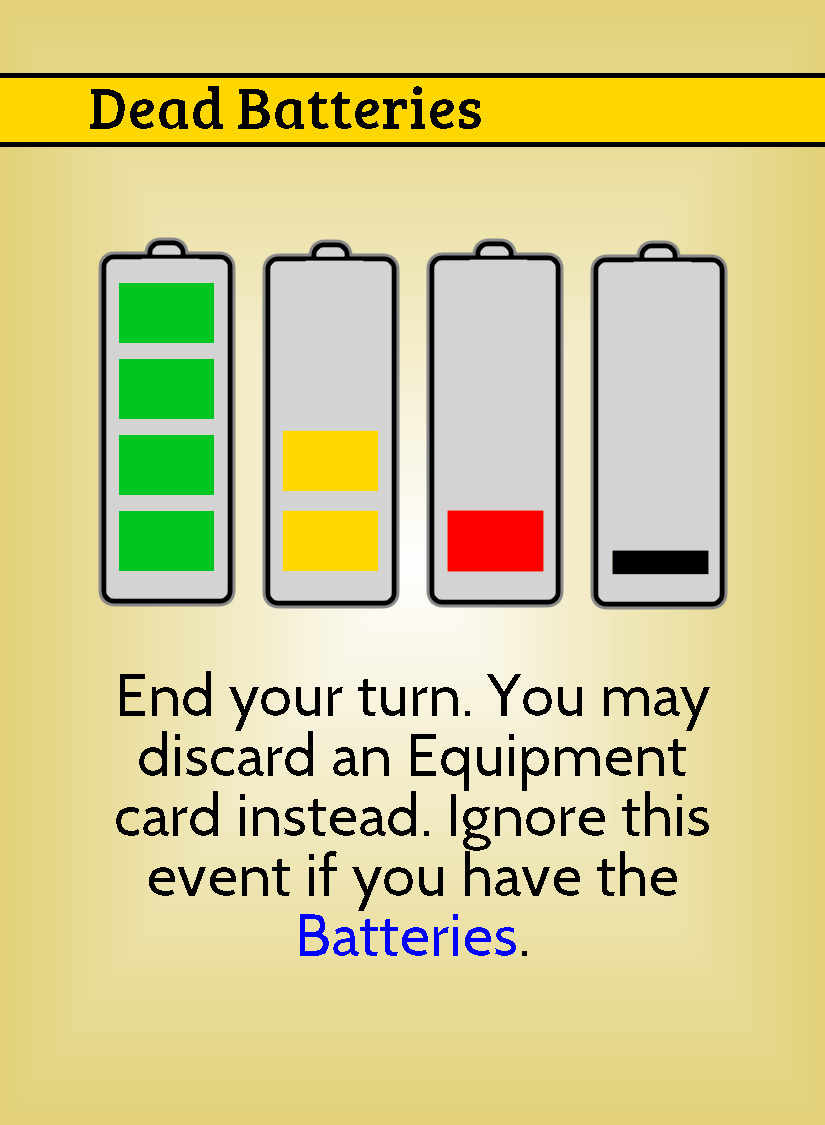 Dead Batteries
End your turn. You may
discard an Equipment
card instead. Ignore this
event if you have the
Batteries.